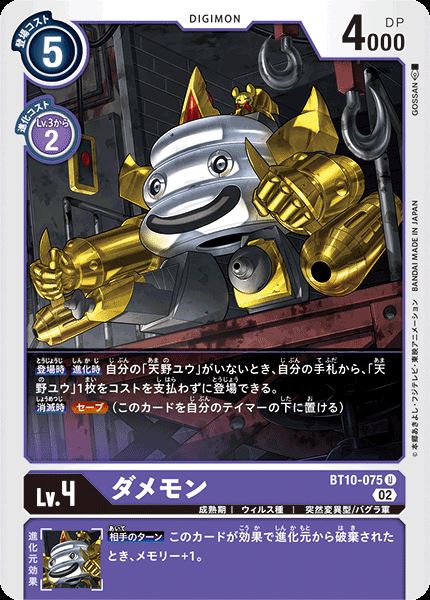 DIGIMON
登場コスト
5
DP
4000
進化コスト
Lv.3から
2
GOSSAN
©本郷あきよし・フジテレビ・東映アニメーション BANDAI MADE IN JAPAN
登場時 進化時 自分の「天野ユウ」がいないとき、自分の手札から、「天
野ユウ」1枚をコストを支払わずに登場できる。
消滅時 セーブ (このカードを自分のテイマーの下に置ける)
BT10-075 U
02
Lv.4
ダメモン
成熟期 | ウィルス種 | 突然変異型/バグラ軍
進化元効果
相手のターン このカードが効果で進化元から破棄された
とき、メモリー+1。